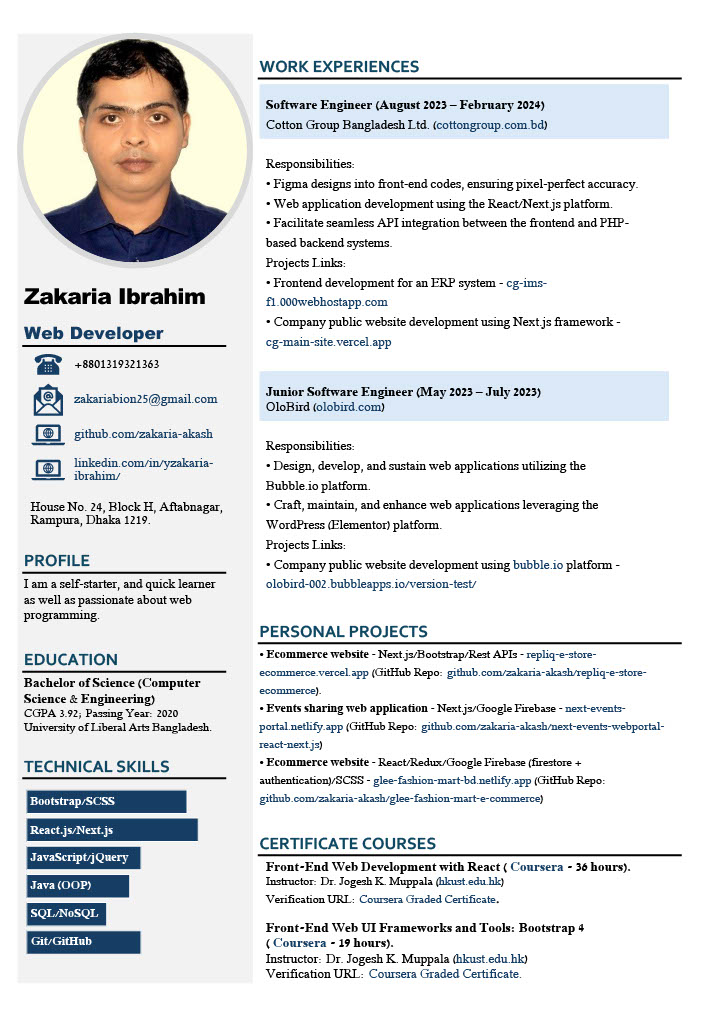 Zakaria Ibrahim
Web Developer
+8801319321363
zakariabion25@gmail.com
github.com/zakaria-akash
linkedin.com/in/yzakaria-
ibrahim/
House No. 24, Block H, Aftabnagar,
Rampura, Dhaka 1219.
PROFILE
I am a self-starter, and quick learner
as well as passionate about web
programming.
EDUCATION
Bachelor of Science (Computer
Science & Engineering)
CGPA 3.92; Passing Year: 2020
University of Liberal Arts Bangladesh.
TECHNICAL SKILLS
Bootstrap/SCSS
React.js/Next.js
JavaScript/jQuery
Java (OOP)
SQL/NoSQL
Git/GitHub
WORK EXPERIENCES
Software Engineer (August 2023 – February 2024)
Cotton Group Bangladesh Ltd. (cottongroup.com.bd)
Responsibilities:
• Figma designs into front-end codes, ensuring pixel-perfect accuracy.
• Web application development using the React/Next.js platform.
• Facilitate seamless API integration between the frontend and PHP-
based backend systems.
Projects Links:
• Frontend development for an ERP system - cg-ims-
f1.000webhostapp.com
• Company public website development using Next.js framework -
cg-main-site.vercel.app
Junior Software Engineer (May 2023 – July 2023)
OloBird (olobird.com)
Responsibilities:
• Design, develop, and sustain web applications utilizing the
Bubble.io platform.
• Craft, maintain, and enhance web applications leveraging the
WordPress (Elementor) platform.
Projects Links:
• Company public website development using bubble.io platform -
olobird-002.bubbleapps.io/version-test/
PERSONAL PROJECTS
• Ecommerce website - Next.js/Bootstrap/Rest APIs - repliq-e-store-
ecommerce.vercel.app (GitHub Repo: github.com/zakaria-akash/repliq-e-store-
ecommerce).
• Events sharing web application - Next.js/Google Firebase - next-events-
portal.netlify.app (GitHub Repo: github.com/zakaria-akash/next-events-webportal-
react-next.js)
• Ecommerce website - React/Redux/Google Firebase (firestore +
authentication)/SCSS - glee-fashion-mart-bd.netlify.app (GitHub Repo:
github.com/zakaria-akash/glee-fashion-mart-e-commerce)
CERTIFICATE COURSES
Front-End Web Development with React ( Coursera - 36 hours).
Instructor: Dr. Jogesh K. Muppala (hkust.edu.hk)
Verification URL: Coursera Graded Certificate.
Front-End Web UI Frameworks and Tools: Bootstrap 4
( Coursera - 19 hours).
Instructor: Dr. Jogesh K. Muppala (hkust.edu.hk)
Verification URL: Coursera Graded Certificate.